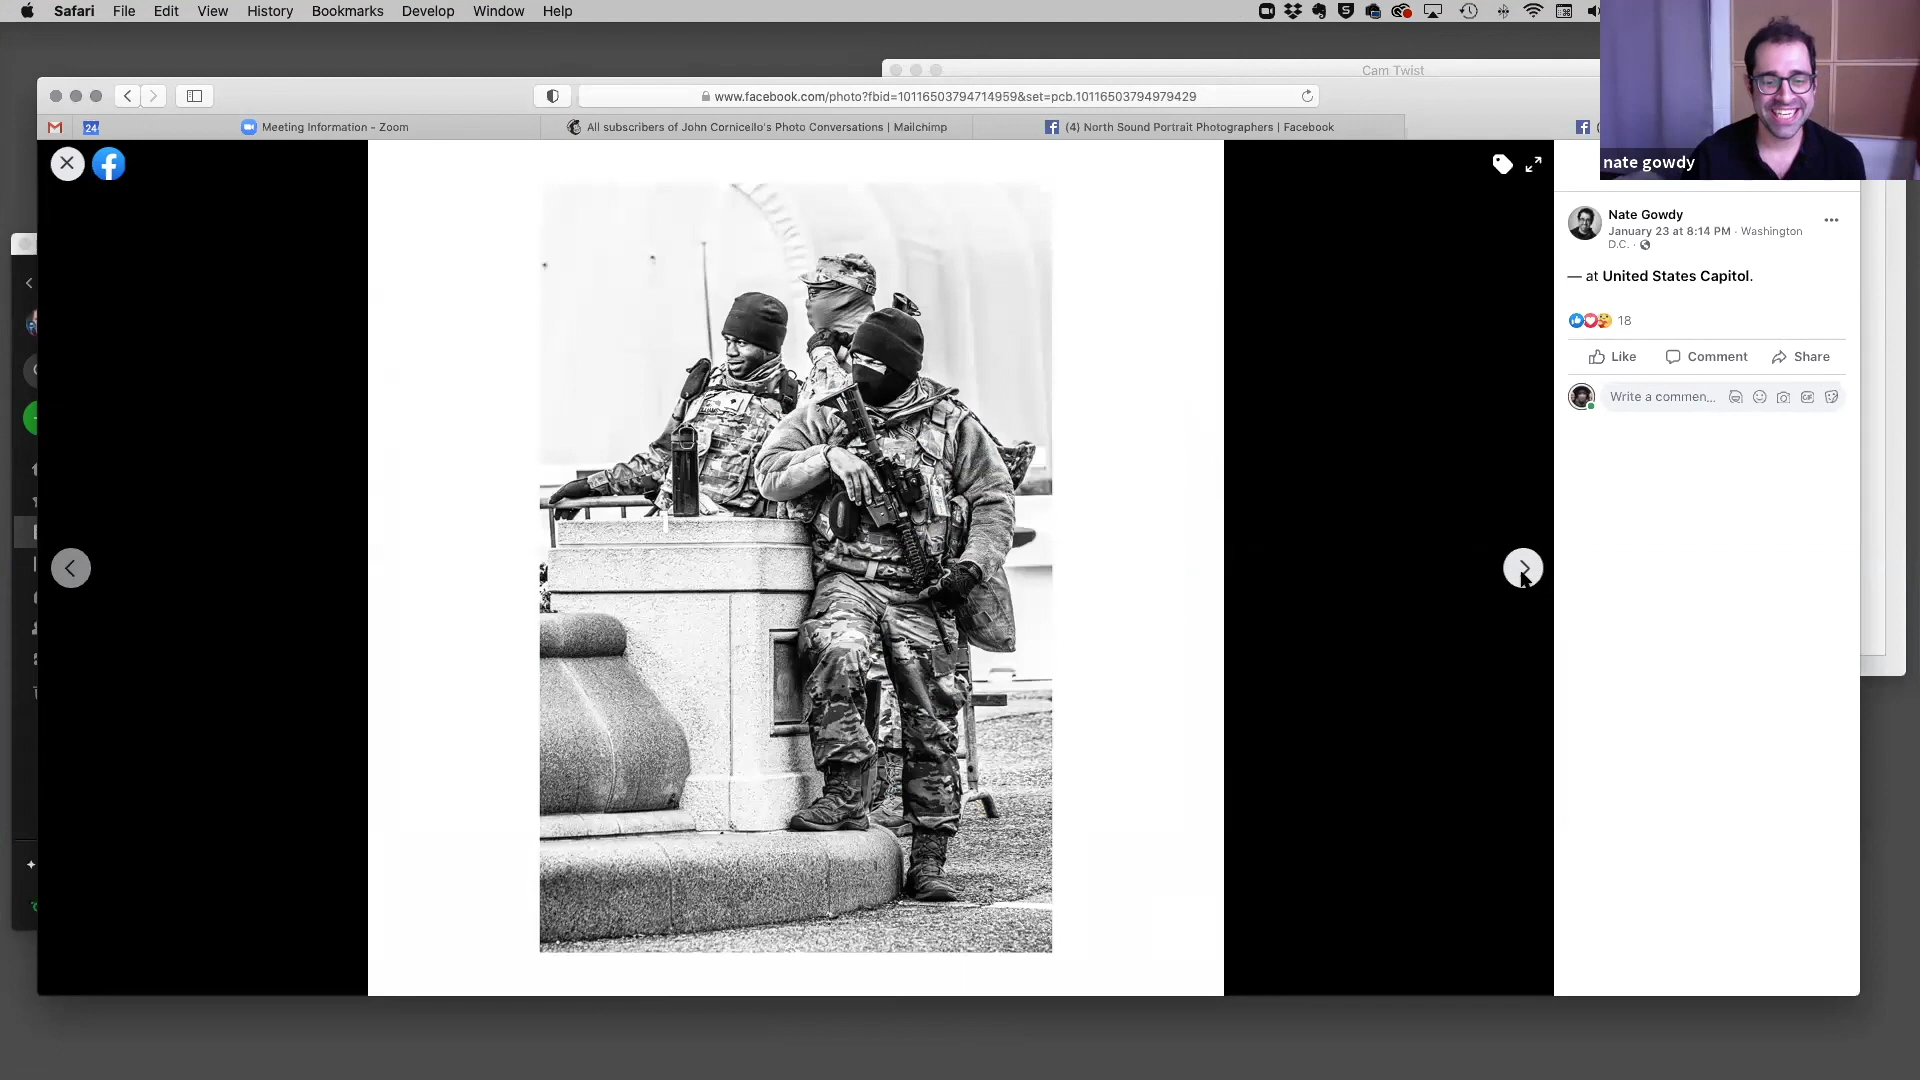 Safari File Edit View History Bookmarks Develop Window Help
Cam Twist
www.facebook.com/photo?fbid=10116503794714959&set=pcb.10116503794979429
24
Meeting Information - Zoom
All subscribers of John Cornicello's Photo Conversations | Mailchimp
(4) North Sound Portrait Photographers | Facebook
nate gowdy
Nate Gowdy
January 23 at 8:14 PM · Washington
D.C. ·
— at United States Capitol.
18
Like Comment Share
Write a commen...